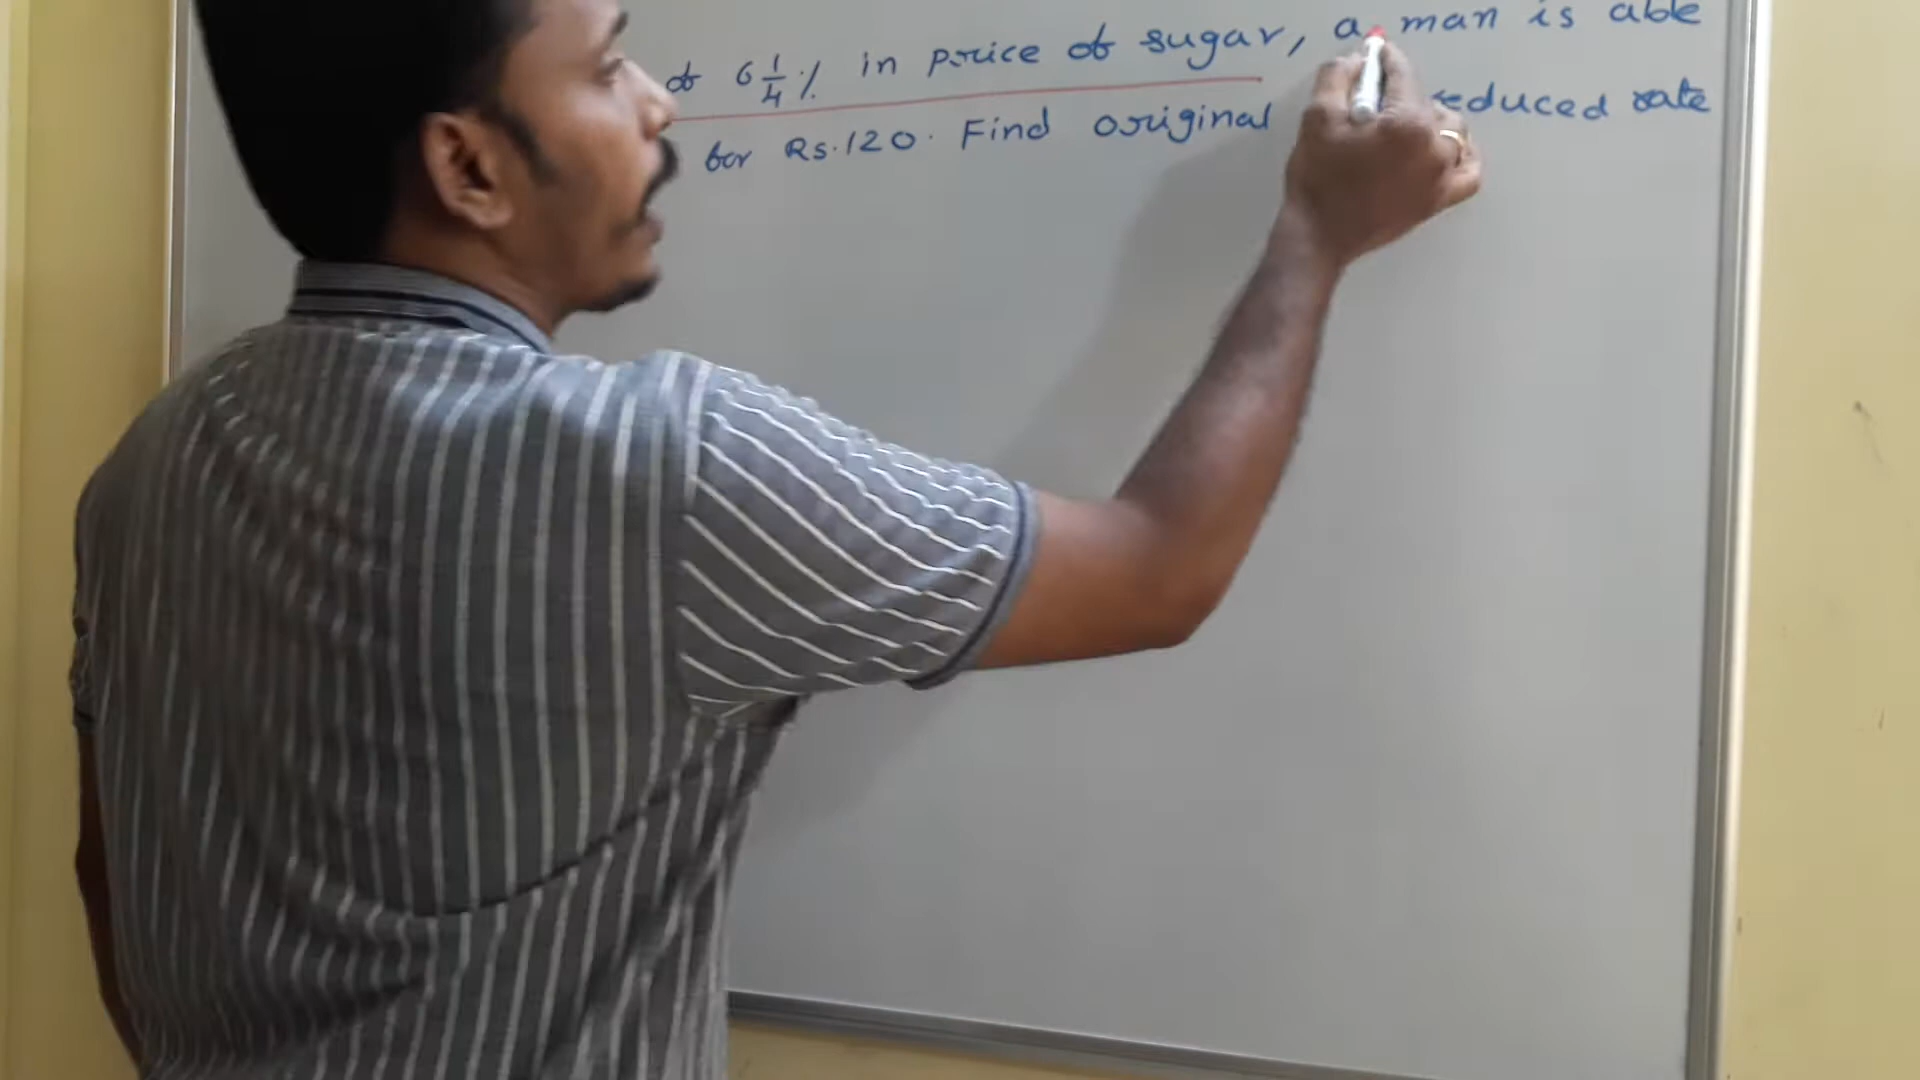 of 6 1/4 % in price of sugar, a man is able
for Rs.120. Find original reduced rate